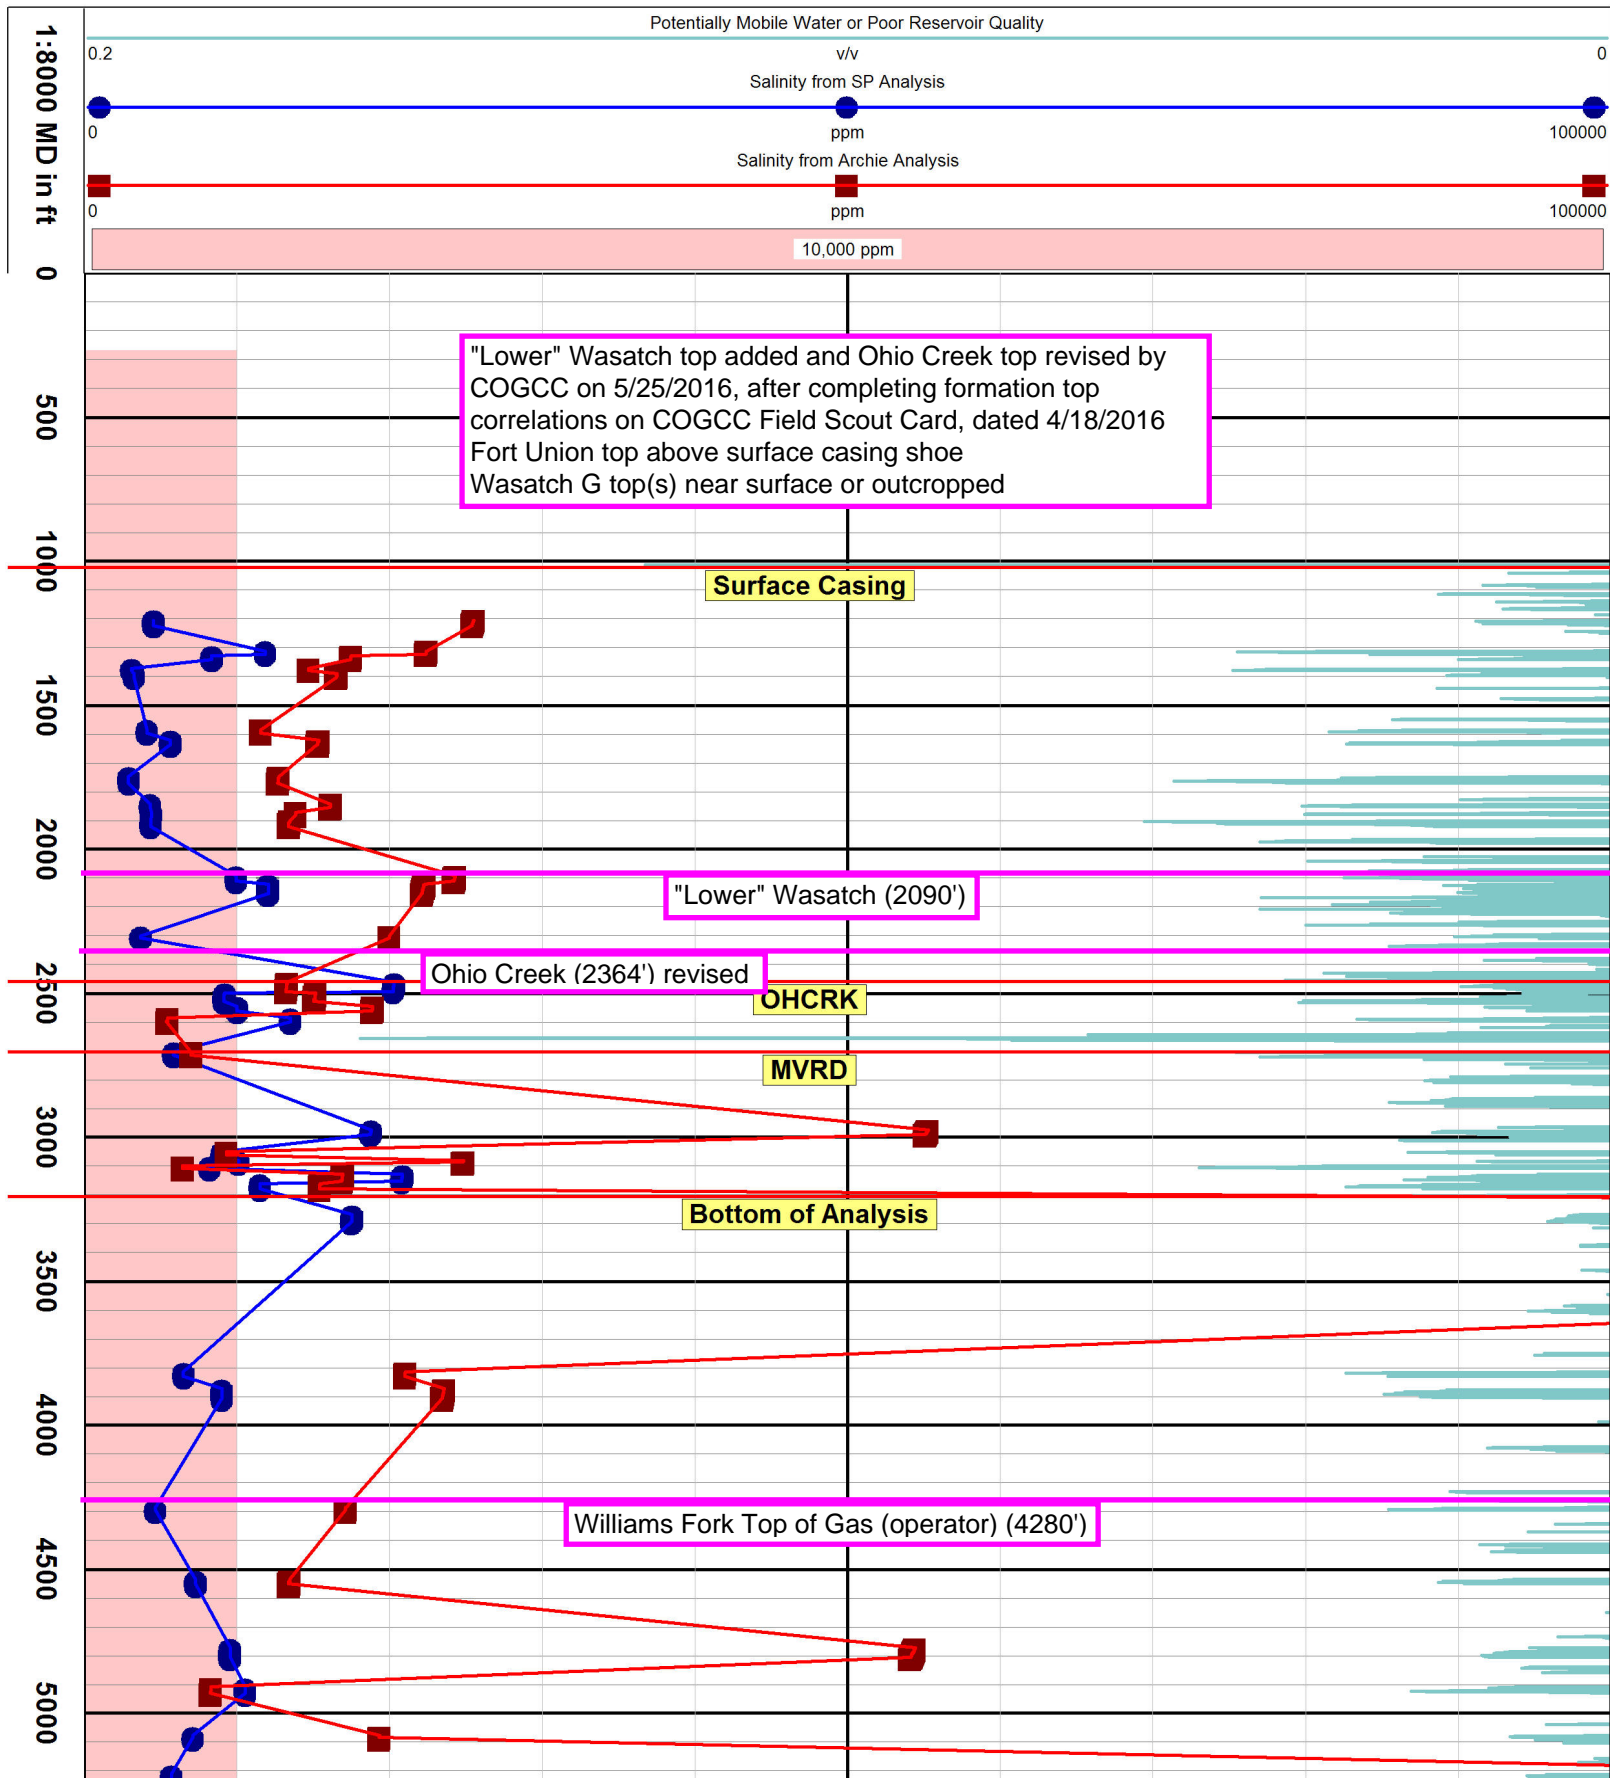 Potentially Mobile Water or Poor Reservoir Quality
0.2 v/v 0
Salinity from SP Analysis
0 ppm 100000
Salinity from Archie Analysis
0 ppm 100000
10,000 ppm
1:8000 MD in ft
0
"Lower" Wasatch top added and Ohio Creek top revised by
COGCC on 5/25/2016, after completing formation top
correlations on COGCC Field Scout Card, dated 4/18/2016
Fort Union top above surface casing shoe
Wasatch G top(s) near surface or outcropped
500
1000
Surface Casing
1500
2000
"Lower" Wasatch (2090')
Ohio Creek (2364') revised
2500
OHCRK
MVRD
3000
Bottom of Analysis
3500
4000
Williams Fork Top of Gas (operator) (4280')
4500
5000